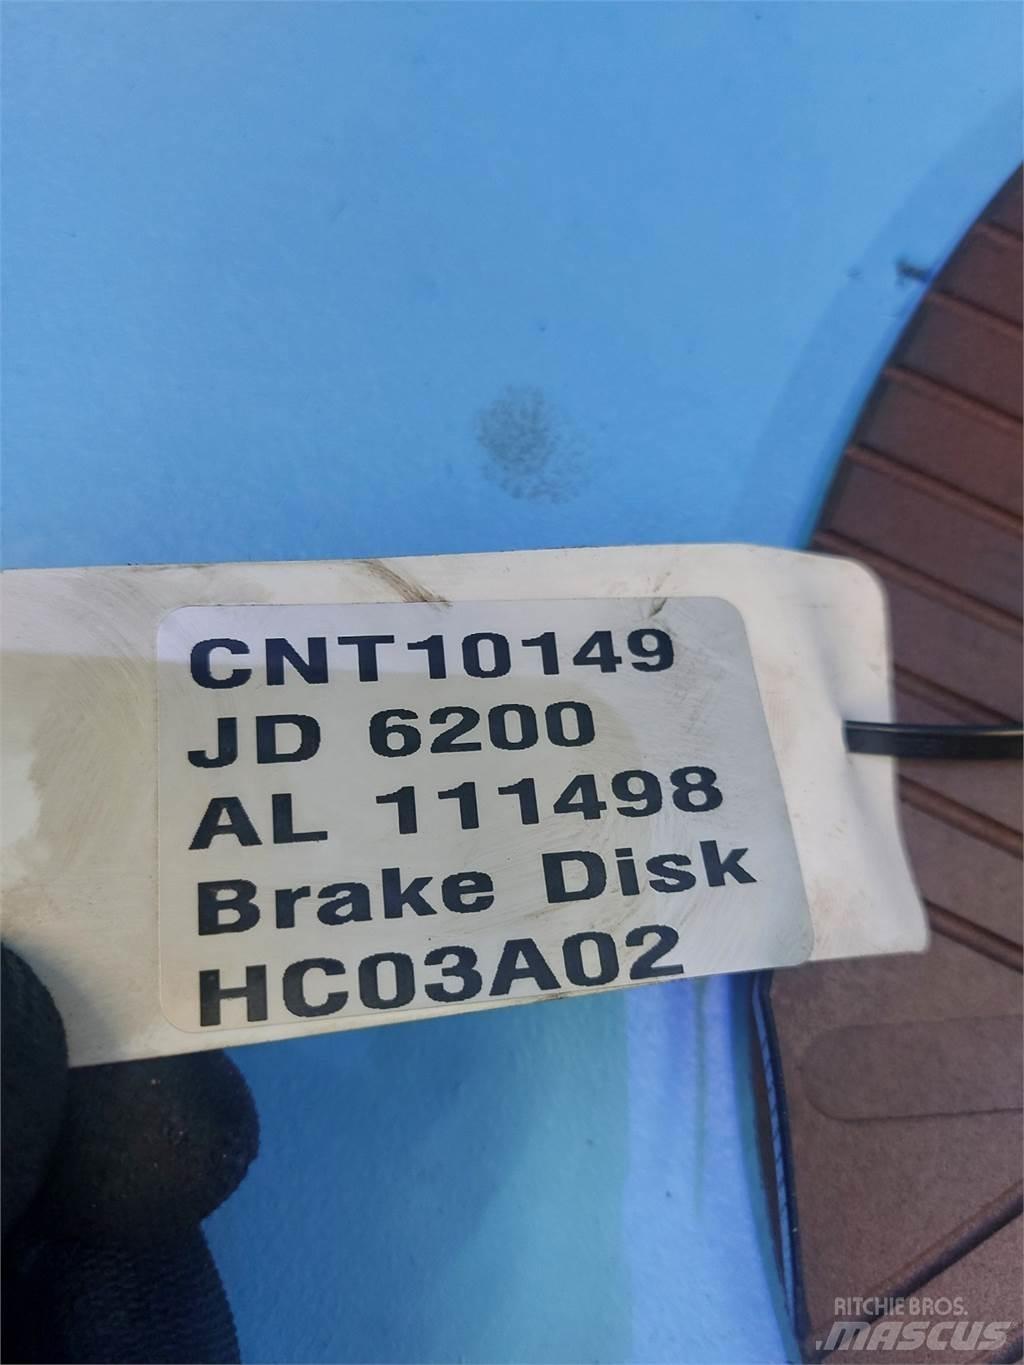 CNT10149
JD 6200
AL 111498
Brake Disk
HC03A02
RITCHIE BROS.
MASCUS